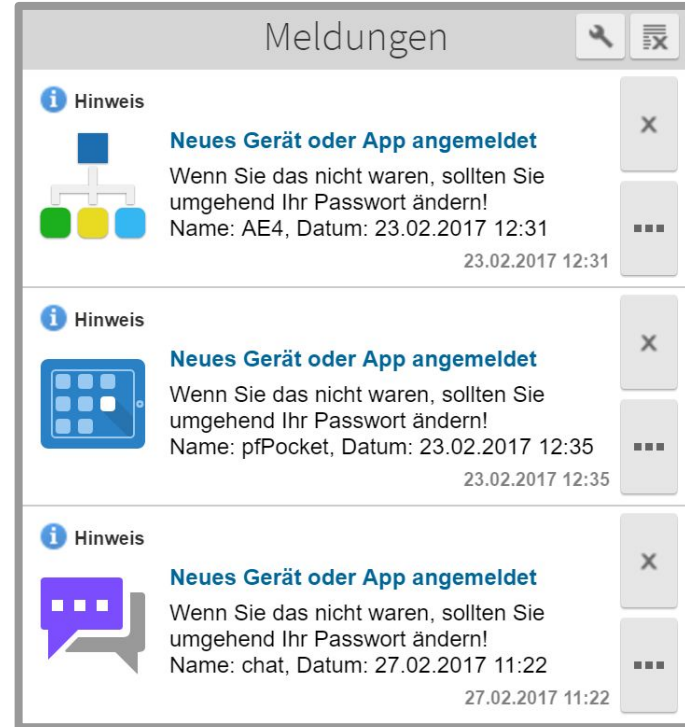 Meldungen
Hinweis
Neues Gerät oder App angemeldet
Wenn Sie das nicht waren, sollten Sie
umgehend Ihr Passwort ändern!
Name: AE4, Datum: 23.02.2017 12:31
23.02.2017 12:31
Hinweis
Neues Gerät oder App angemeldet
Wenn Sie das nicht waren, sollten Sie
umgehend Ihr Passwort ändern!
Name: pfPocket, Datum: 23.02.2017 12:35
23.02.2017 12:35
Hinweis
Neues Gerät oder App angemeldet
Wenn Sie das nicht waren, sollten Sie
umgehend Ihr Passwort ändern!
Name: chat, Datum: 27.02.2017 11:22
27.02.2017 11:22